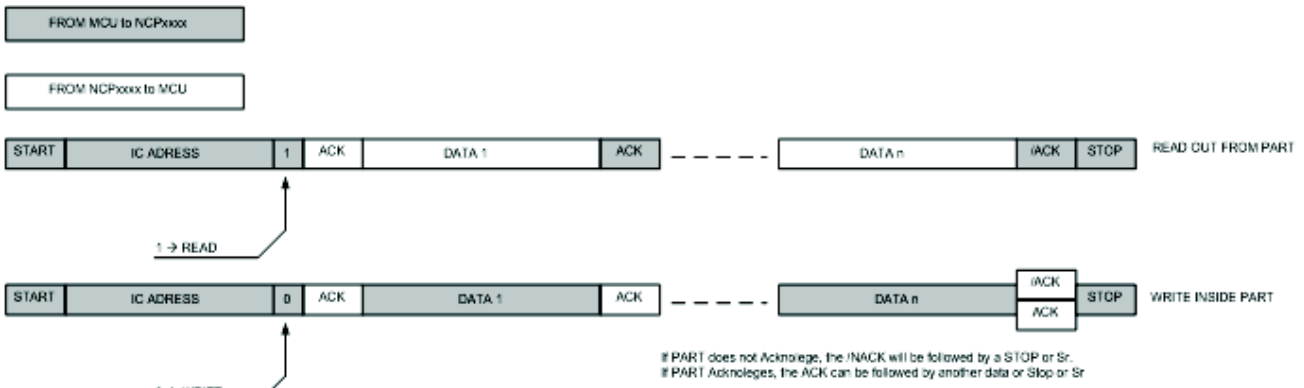 FROM MCU to NCPxxxx
FROM NCPxxxx to MCU
START IC ADRESS 1 ACK DATA 1 ACK DATA n /ACK STOP READ OUT FROM PART
1 → READ
START IC ADRESS 0 ACK DATA 1 ACK DATA n /ACK ACK STOP WRITE INSIDE PART
If PART does not Acknolege, the /NACK will be followed by a STOP or Sr.
If PART Acknoleges, the ACK can be followed by another data or Stop or Sr